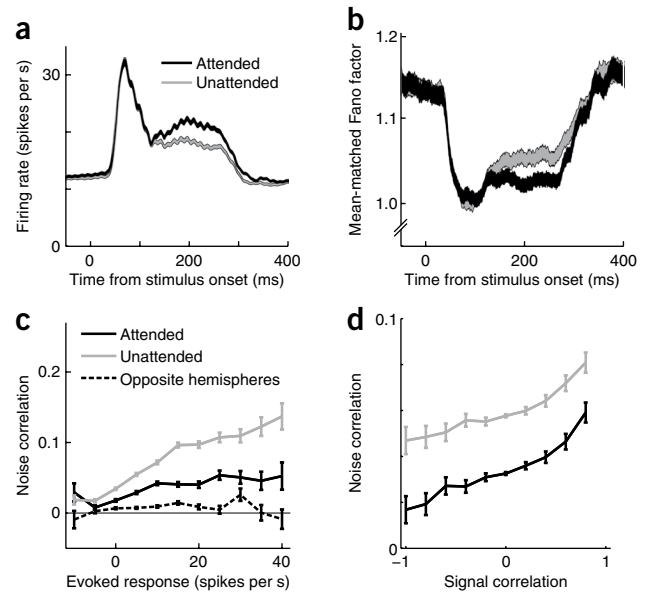 a
Firing rate (spikes per s)
30
0
Attended
Unattended
0
200
400
Time from stimulus onset (ms)
b
Mean-matched Fano factor
1.2
1.1
1.0
0
200
400
Time from stimulus onset (ms)
c
Noise correlation
0.2
0.1
0
Attended
Unattended
Opposite hemispheres
0
20
40
Evoked response (spikes per s)
d
Noise correlation
0.1
0
−1
0
1
Signal correlation